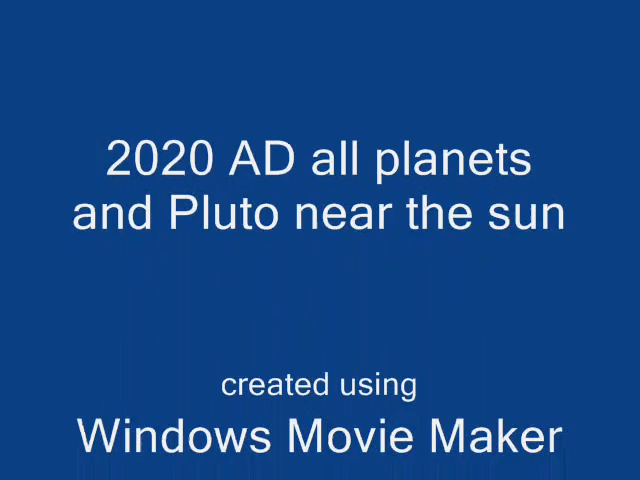 2020 AD all planets
and Pluto near the sun
created using
Windows Movie Maker